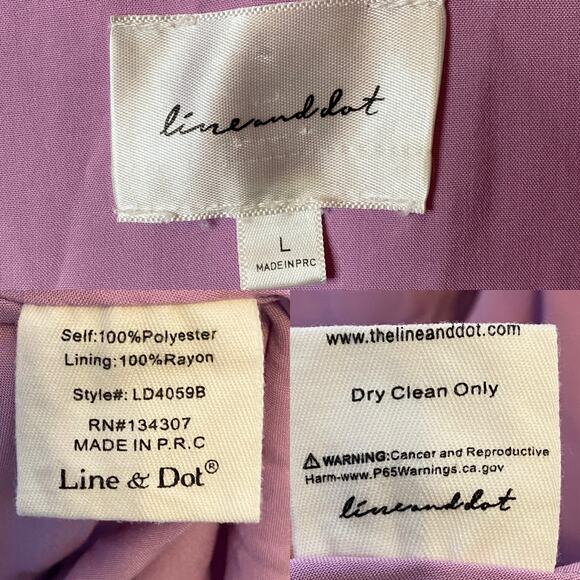 lineanddot
L
MADE IN PRC
Self:100%Polyester
Lining:100%Rayon
Style#: LD4059B
RN#134307
MADE IN P.R.C
Line & Dot®
www.thelineanddot.com
Dry Clean Only
⚠WARNING:Cancer and Reproductive
Harm-www.P65Warnings.ca.gov
lineanddot